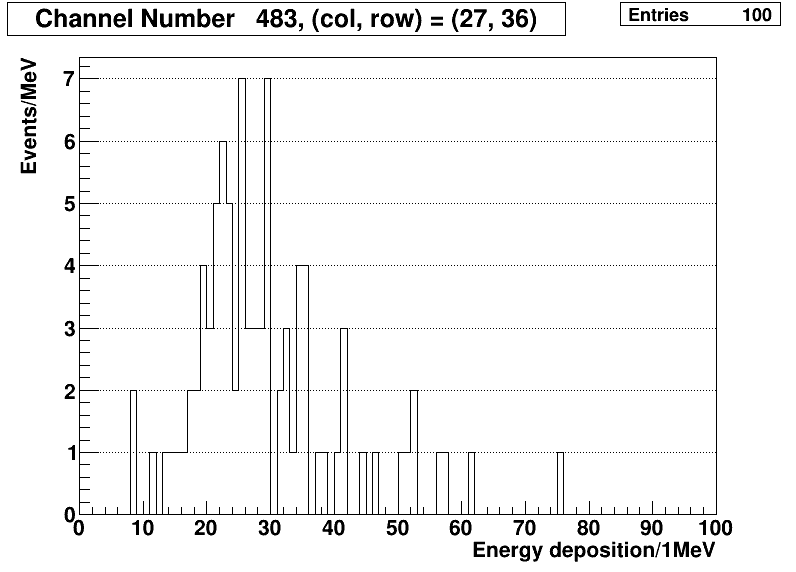 Channel Number 483, (col, row) = (27, 36)
Entries 100
Events/MeV
7
6
5
4
3
2
1
0
0 10 20 30 40 50 60 70 80 90 100
Energy deposition/1MeV